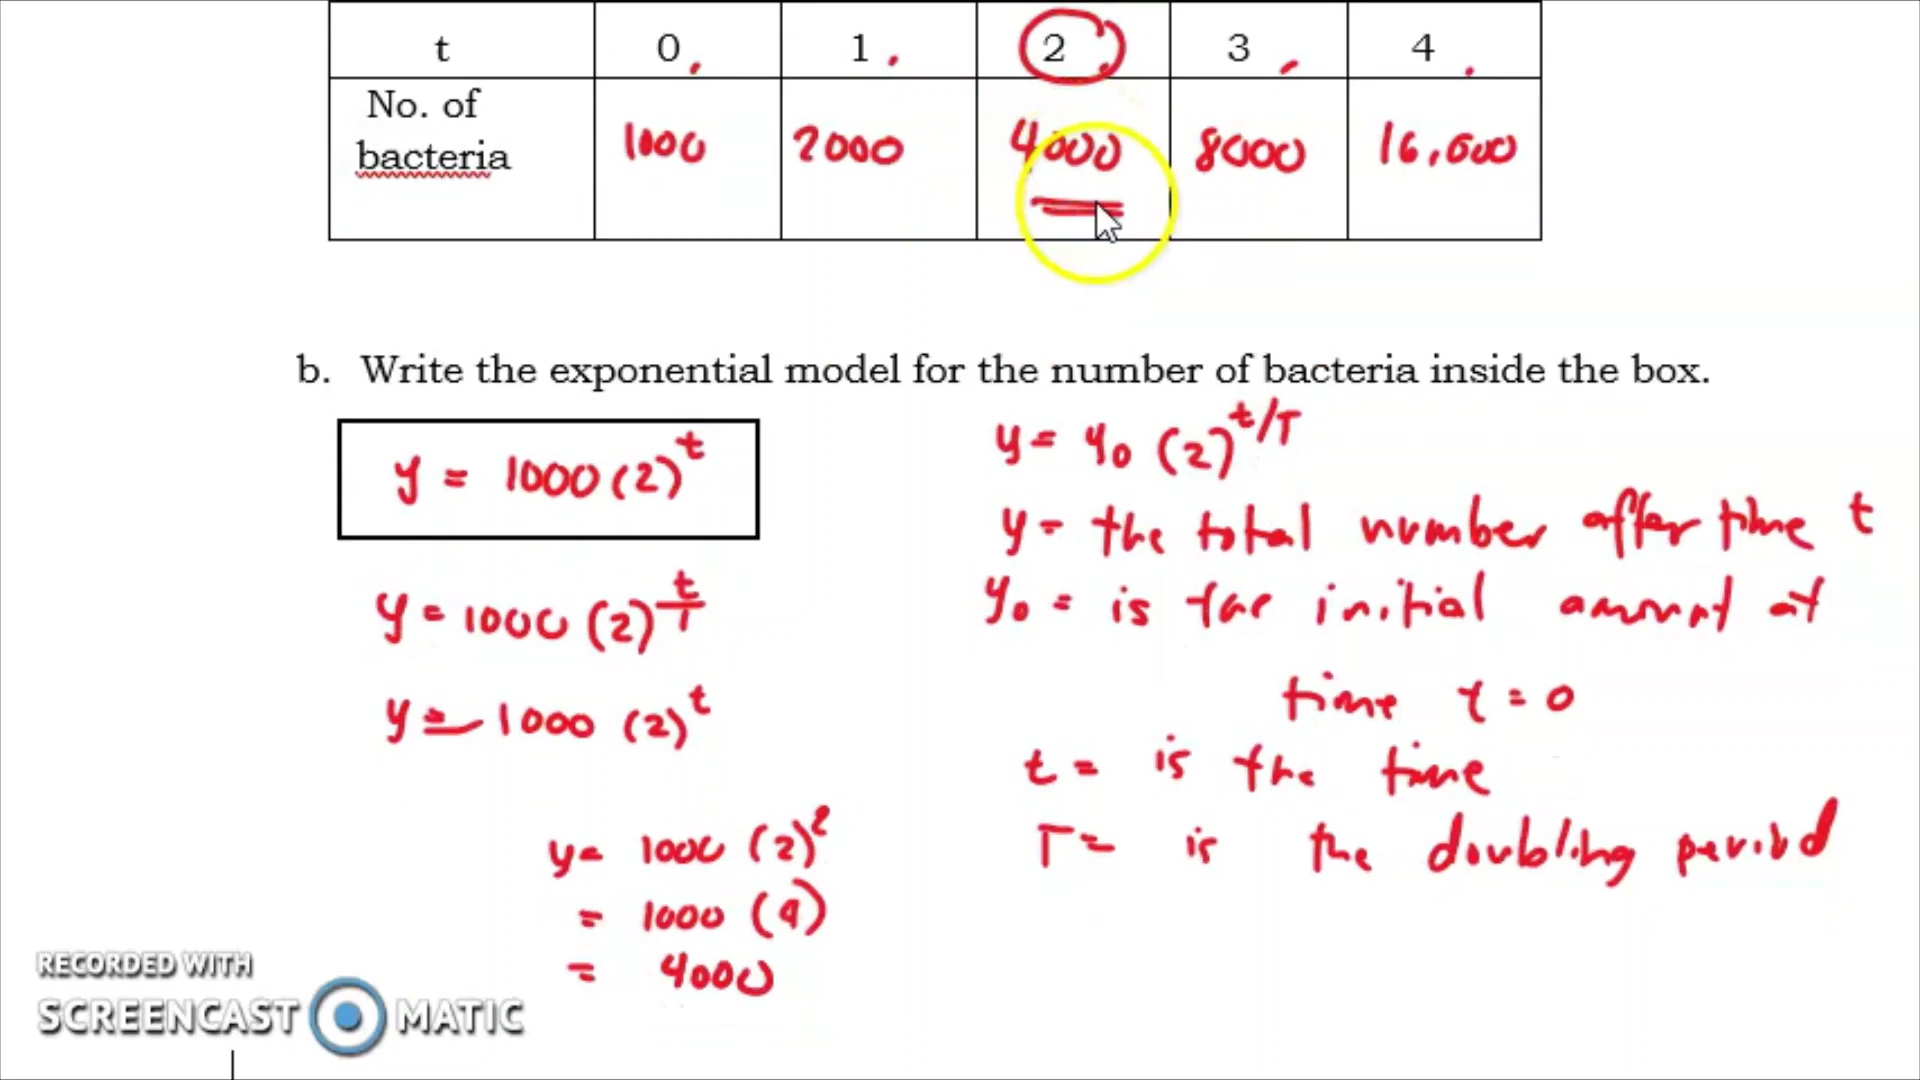 t 0 1 2 3 4
No. of bacteria 1000 2000 4000 8000 16,000
b. Write the exponential model for the number of bacteria inside the box.
y = 1000 (2)^t
y = y0 (2)^t/T
y = the total number after time t
y = 1000 (2)^t/1
y0 = is the initial amount at
time t = 0
y = 1000 (2)^t
t = is the time
T = is the doubling period
y = 1000 (2)^2
= 1000 (4)
= 4000
RECORDED WITH
SCREENCAST MATIC